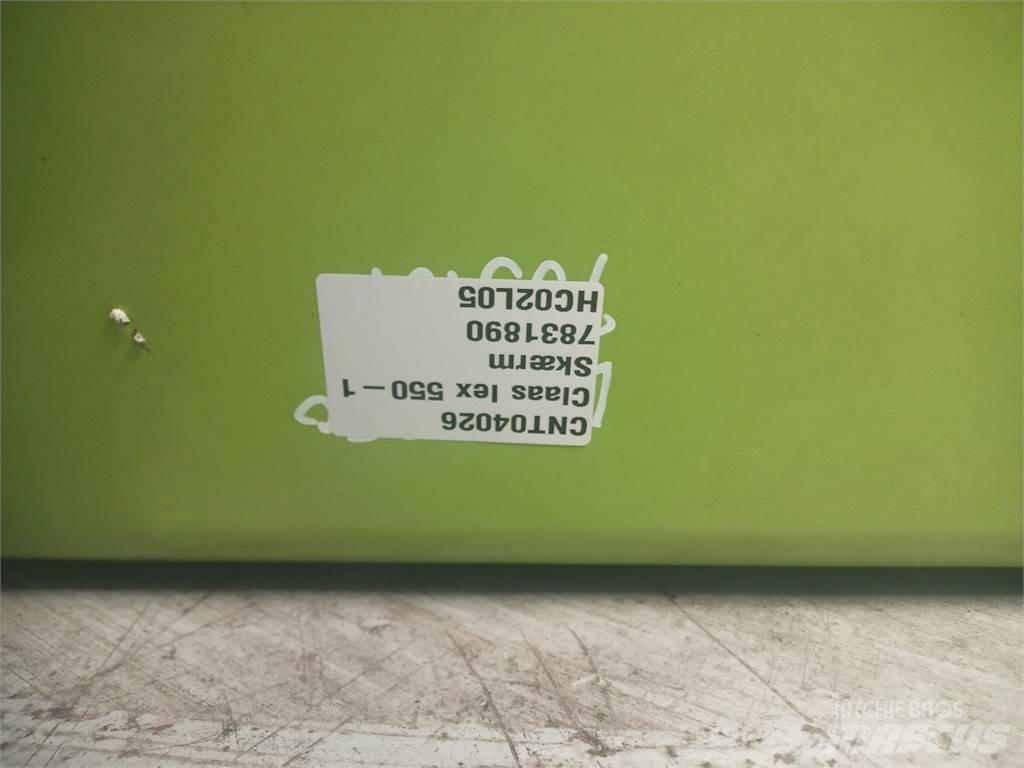 CNT04026
Claas lex 550 – 1
Skærm
7831890
HC02L05
RITCHIE BROS
MASCUS